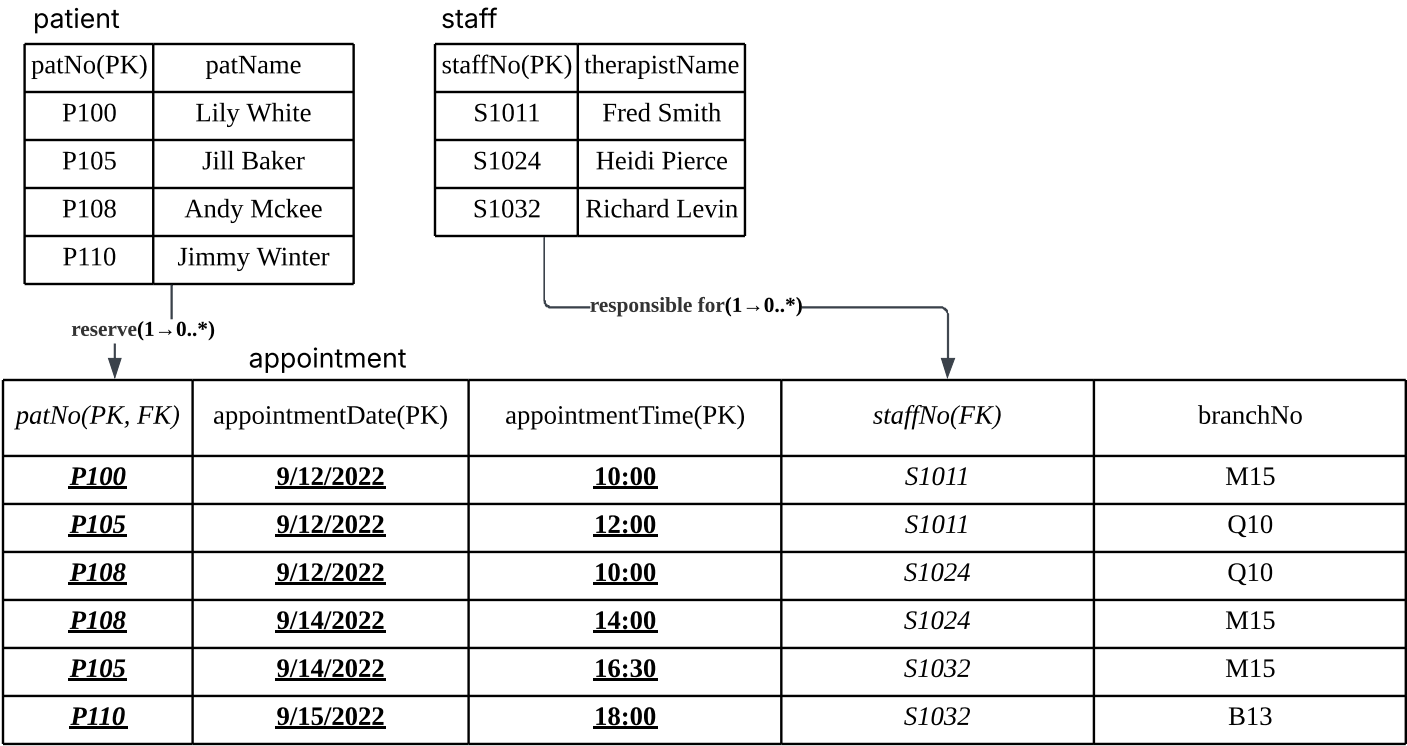 patient
patNo(PK) patName
P100 Lily White
P105 Jill Baker
P108 Andy Mckee
P110 Jimmy Winter
staff
staffNo(PK) therapistName
S1011 Fred Smith
S1024 Heidi Pierce
S1032 Richard Levin
reserve(1→0..*)
responsible for(1→0..*)
appointment
patNo(PK, FK) appointmentDate(PK) appointmentTime(PK) staffNo(FK) branchNo
P100 9/12/2022 10:00 S1011 M15
P105 9/12/2022 12:00 S1011 Q10
P108 9/12/2022 10:00 S1024 Q10
P108 9/14/2022 14:00 S1024 M15
P105 9/14/2022 16:30 S1032 M15
P110 9/15/2022 18:00 S1032 B13